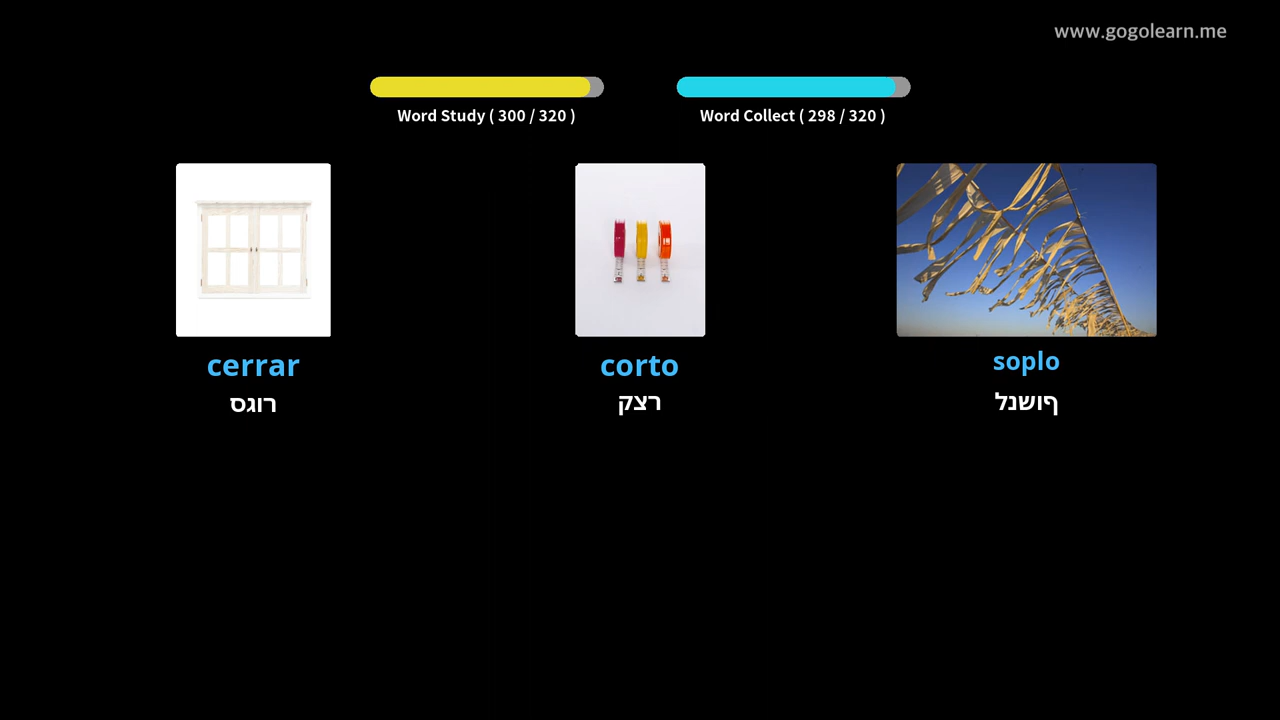 www.gogolearn.me
Word Study ( 300 / 320 )
Word Collect ( 298 / 320 )
cerrar
רוגס
corto
רצק
soplo
ףושנל